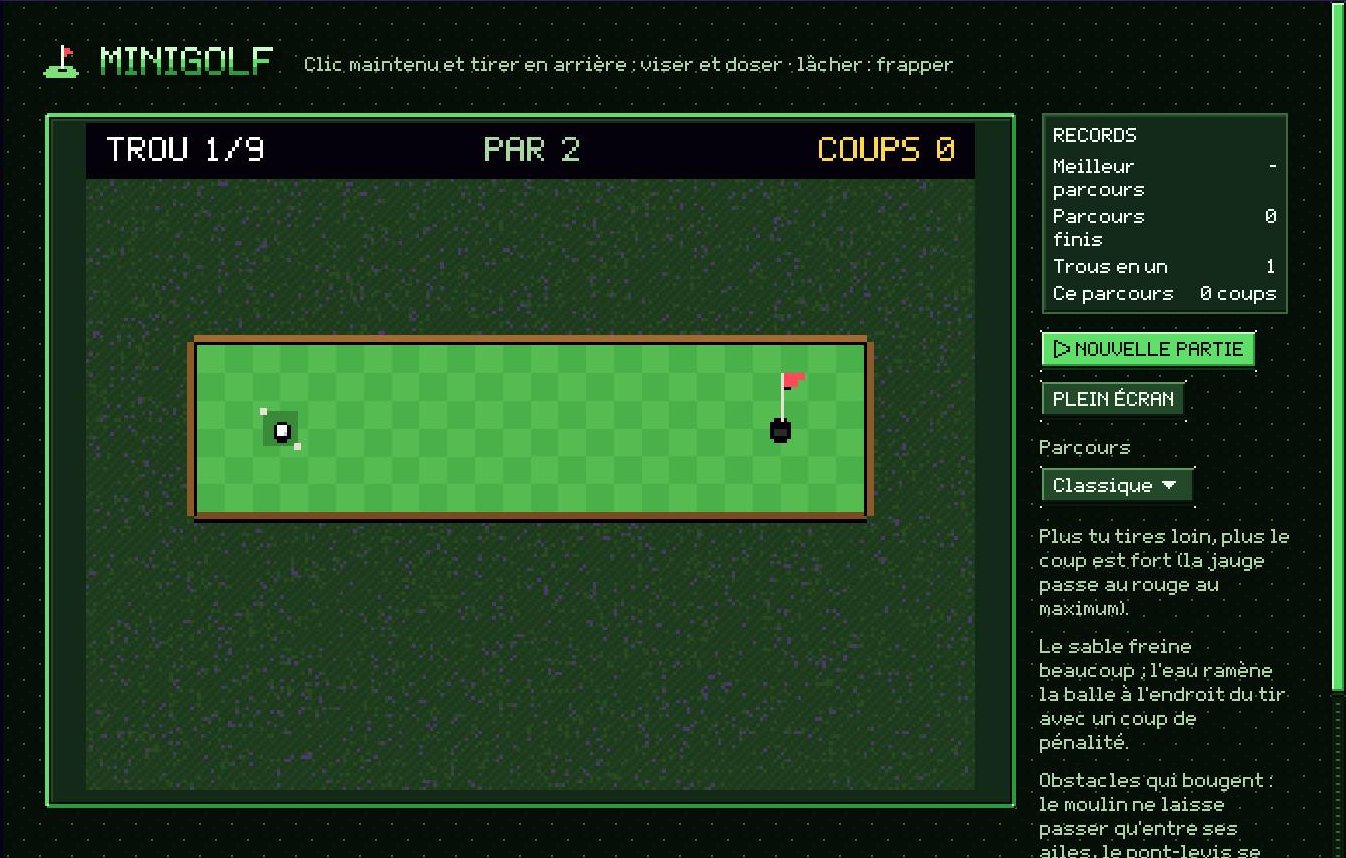 MINIGOLF
Clic maintenu et tirer en arrière : viser et doser · lâcher : frapper
TROU 1/9
PAR 2
COUPS 0
RECORDS
Meilleur parcours -
Parcours finis 0
Trous en un 1
Ce parcours 0 coups
NOUVELLE PARTIE
PLEIN ÉCRAN
Parcours
Classique
Plus tu tires loin, plus le
coup est fort (la jauge
passe au rouge au
maximum).
Le sable freine
beaucoup ; l'eau ramène
la balle à l'endroit du tir
avec un coup de
pénalité.
Obstacles qui bougent :
le moulin ne laisse
passer qu'entre ses
ailes, le pont-levis se